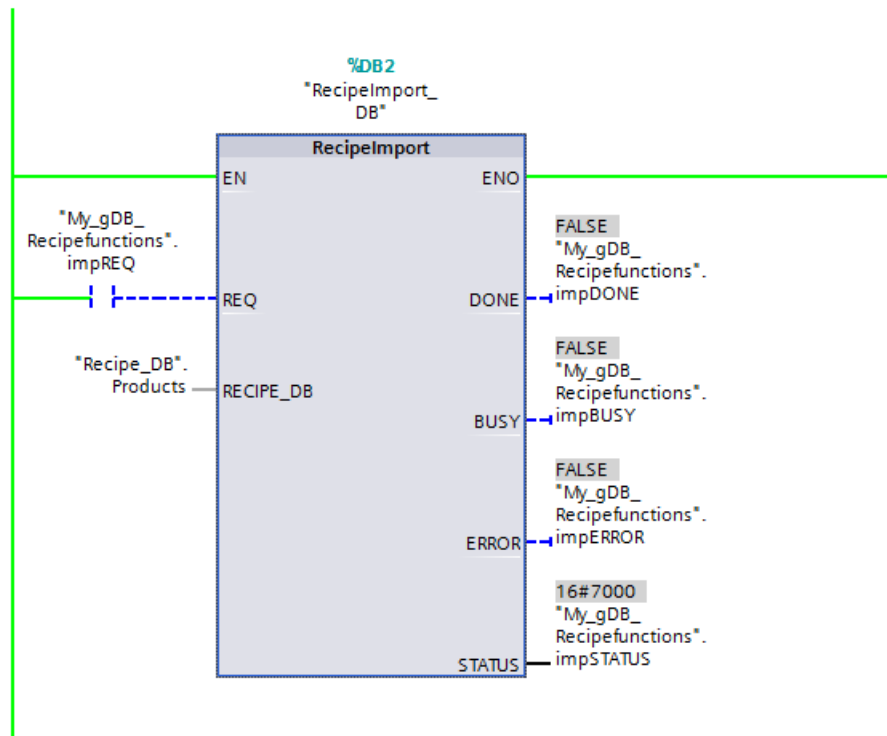 %DB2
"RecipeImport_
DB"
RecipeImport
EN
ENO
"My_gDB_
Recipefunctions".
impREQ
REQ
FALSE
"My_gDB_
Recipefunctions".
impDONE
DONE
"Recipe_DB".
Products
RECIPE_DB
FALSE
"My_gDB_
Recipefunctions".
impBUSY
BUSY
FALSE
"My_gDB_
Recipefunctions".
impERROR
ERROR
16#7000
"My_gDB_
Recipefunctions".
impSTATUS
STATUS